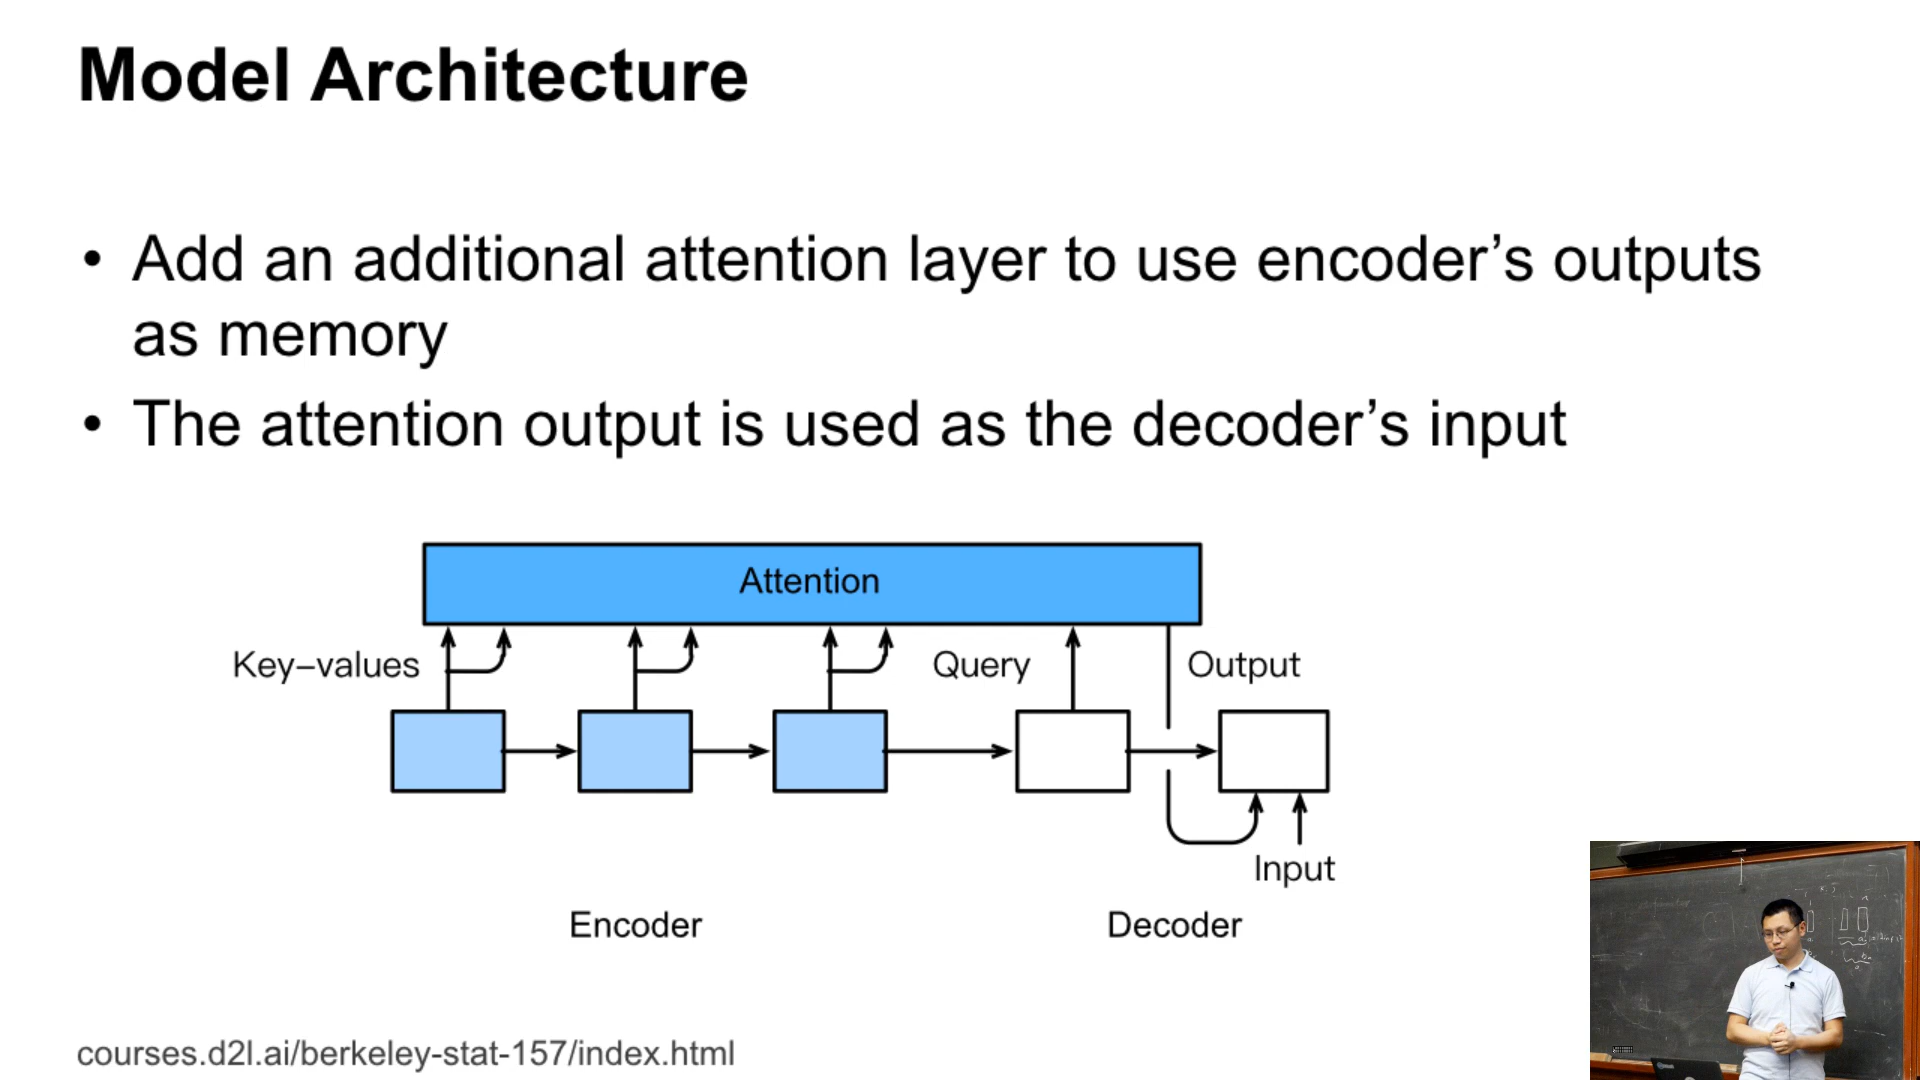 Model Architecture
• Add an additional attention layer to use encoder’s outputs
as memory
• The attention output is used as the decoder’s input
Attention
Key–values
Query
Output
Input
Encoder
Decoder
courses.d2l.ai/berkeley-stat-157/index.html